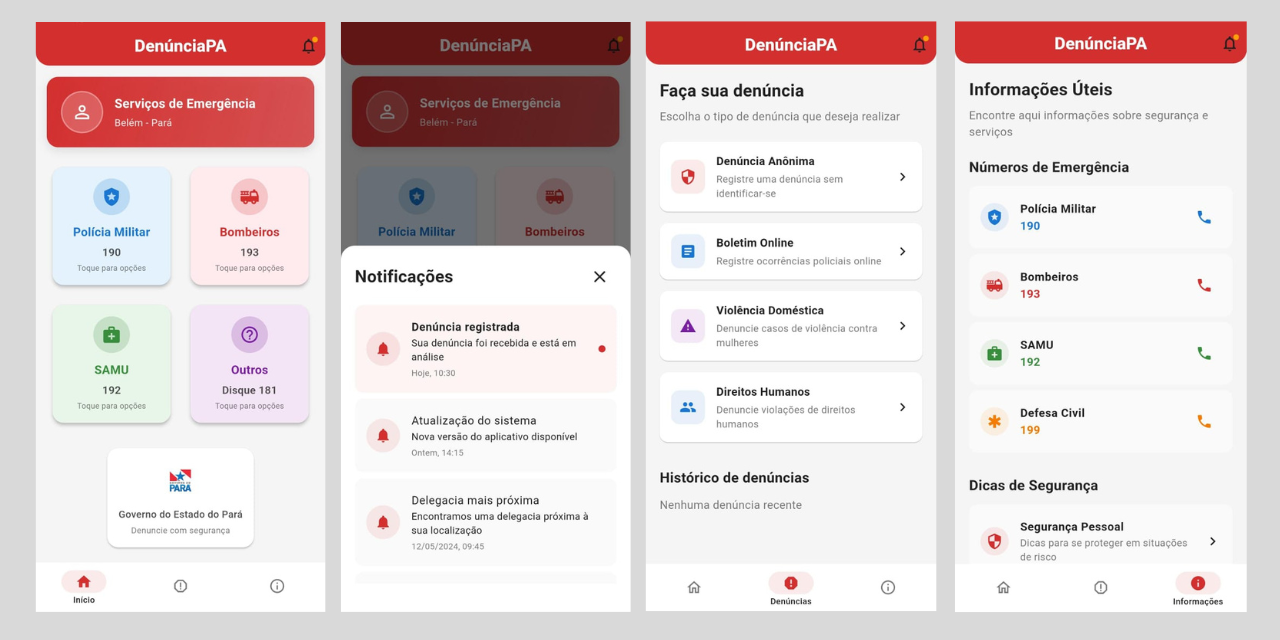 DenúnciaPA
Serviços de Emergência
Belém - Pará
Polícia Militar
190
Toque para opções
Bombeiros
193
Toque para opções
SAMU
192
Toque para opções
Outros
Disque 181
Toque para opções
PARÁ
Governo do Estado do Pará
Denuncie com segurança
Início
DenúnciaPA
Serviços de Emergência
Belém - Pará
Polícia Militar
Bombeiros
Notificações
Denúncia registrada
Sua denúncia foi recebida e está em
análise
Hoje, 10:30
Atualização do sistema
Nova versão do aplicativo disponível
Ontem, 14:15
Delegacia mais próxima
Encontramos uma delegacia próxima à
sua localização
12/05/2024, 09:45
DenúnciaPA
Faça sua denúncia
Escolha o tipo de denúncia que deseja realizar
Denúncia Anônima
Registre uma denúncia sem
identificar-se
Boletim Online
Registre ocorrências policiais online
Violência Doméstica
Denuncie casos de violência contra
mulheres
Direitos Humanos
Denuncie violações de direitos
humanos
Histórico de denúncias
Nenhuma denúncia recente
Denúncias
DenúnciaPA
Informações Úteis
Encontre aqui informações sobre segurança e
serviços
Números de Emergência
Polícia Militar
190
Bombeiros
193
SAMU
192
Defesa Civil
199
Dicas de Segurança
Segurança Pessoal
Dicas para se proteger em situações
de risco
Informações